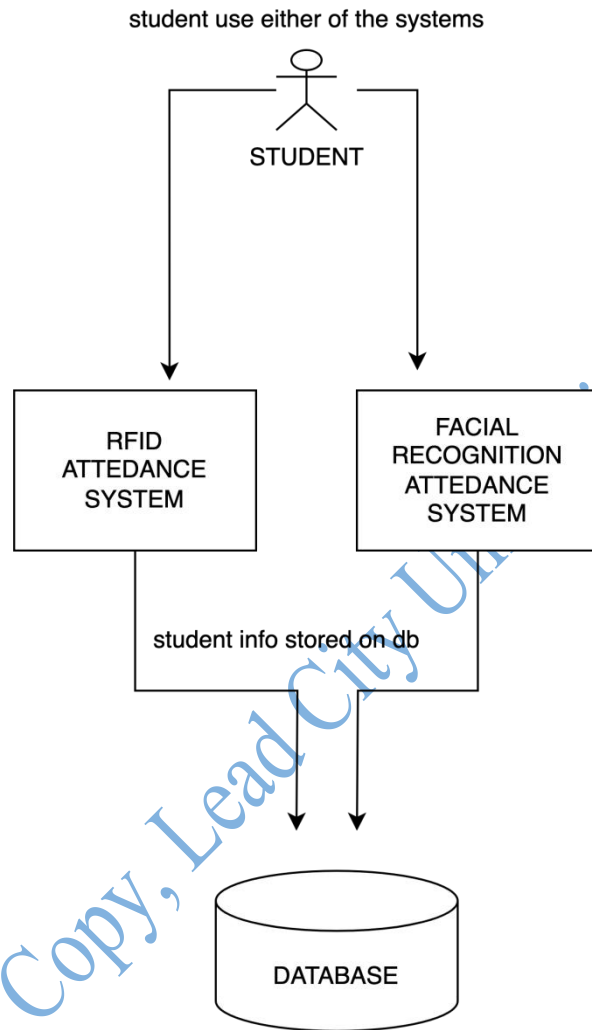 student use either of the systems
STUDENT
RFID
ATTEDANCE
SYSTEM
FACIAL
RECOGNITION
ATTEDANCE
SYSTEM
student info stored on db
DATABASE
Copy, Lead City